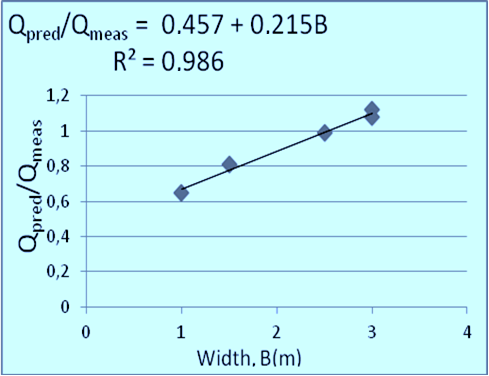 Qpred/Qmeas = 0.457 + 0.215B
R² = 0.986
1,2
1
0,8
0,6
0,4
0,2
0
Qpred/Qmeas
0 1 2 3 4
Width, B(m)